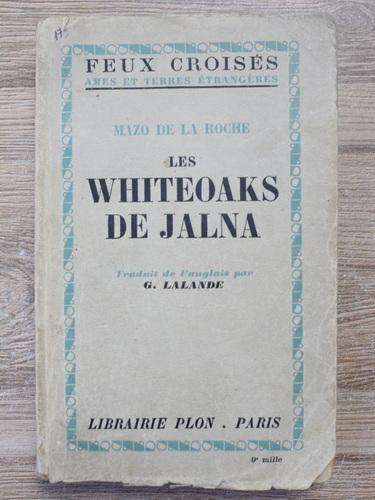 FEUX CROISÉS
AMES ET TERRES ÉTRANGÈRES
MAZO DE LA ROCHE
LES
WHITEOAKS
DE JALNA
Traduit de l'anglais par
G. LALANDE
LIBRAIRIE PLON . PARIS
9e mille